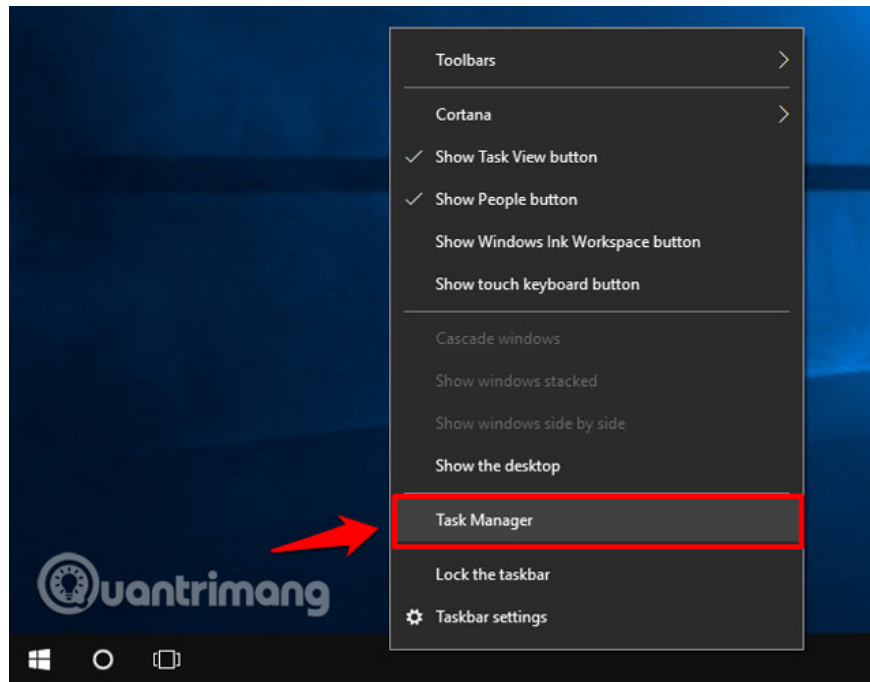 Toolbars
Cortana
Show Task View button
Show People button
Show Windows Ink Workspace button
Show touch keyboard button
Cascade windows
Show windows stacked
Show windows side by side
Show the desktop
Task Manager
Lock the taskbar
Quantrimang
Taskbar settings